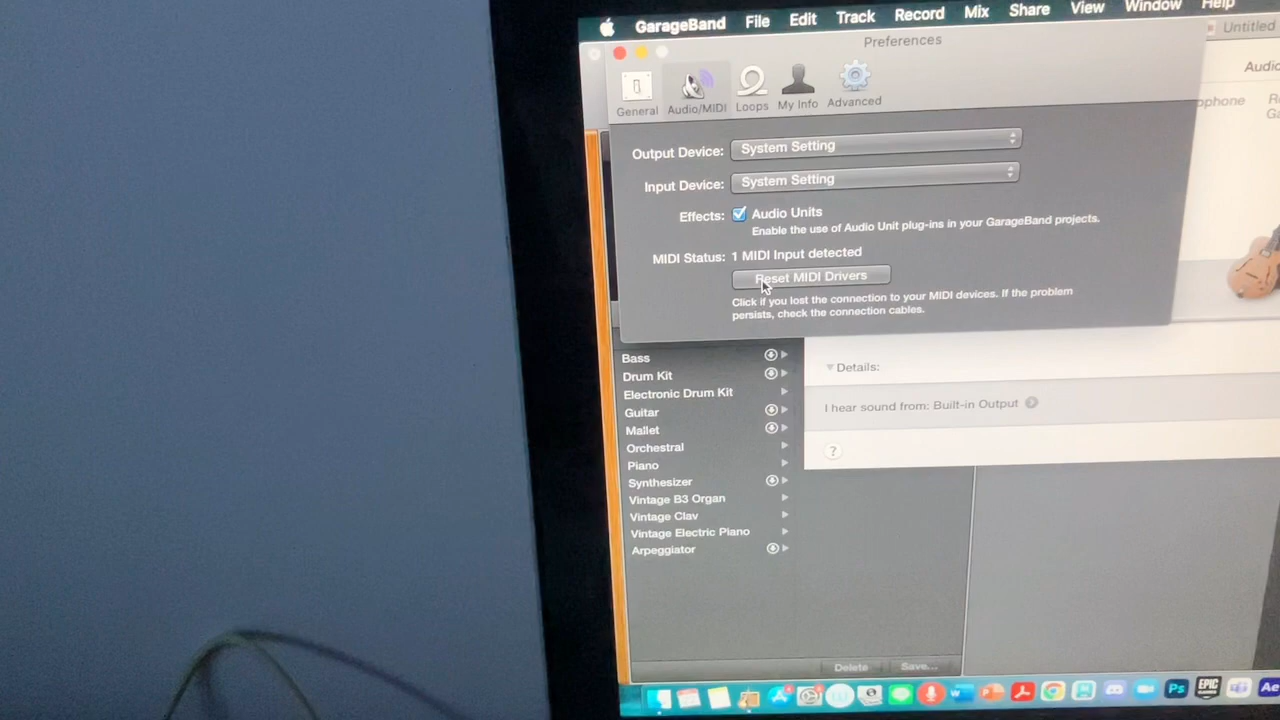 GarageBand File Edit Track Record Mix Share View Window Help
Preferences
Untitled
General Audio/MIDI Loops My Info Advanced
Output Device: System Setting
Input Device: System Setting
Effects: Audio Units
Enable the use of Audio Unit plug-ins in your GarageBand projects.
MIDI Status: 1 MIDI Input detected
Reset MIDI Drivers
Click if you lost the connection to your MIDI devices. If the problem
persists, check the connection cables.
Bass
Drum Kit
Electronic Drum Kit
Guitar
Mallet
Orchestral
Piano
Synthesizer
Vintage B3 Organ
Vintage Clav
Vintage Electric Piano
Arpeggiator
Details:
I hear sound from: Built-in Output
?
Delete Save...
W P Ps EPIC GAMES Ae